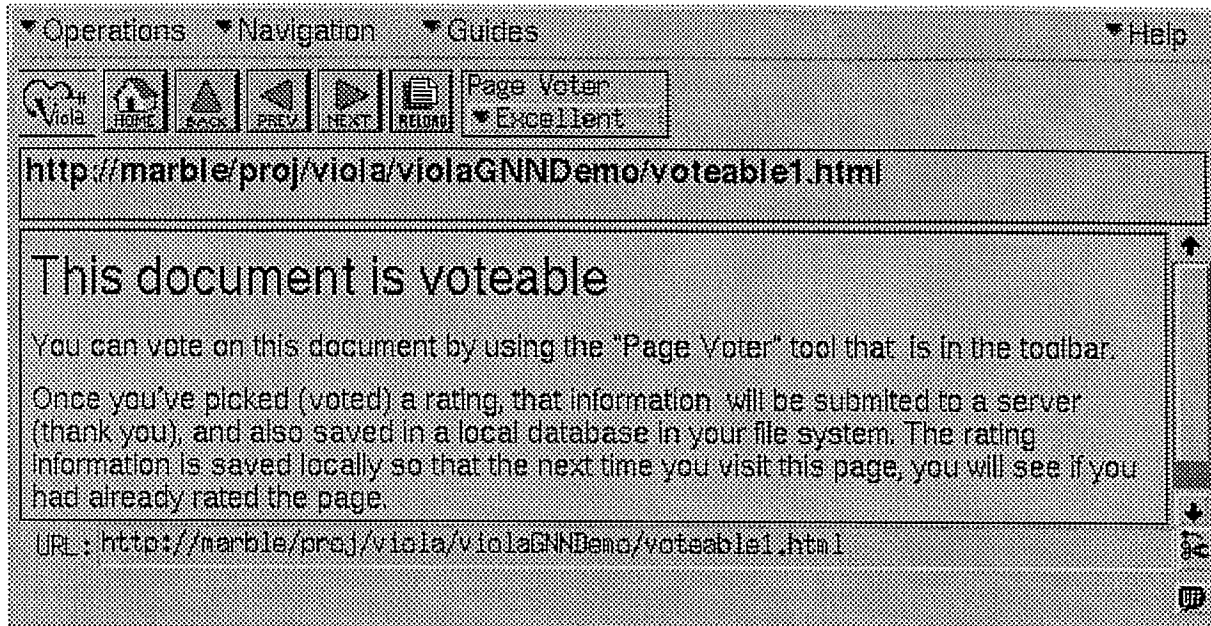 Operations Navigation Guides Help
Viola HOME BACK PREV NEXT RELOAD Page Voter
Excellent
http://marble/proj/viola/violaGNNDemo/voteable1.html
This document is voteable
You can vote on this document by using the "Page Voter" tool that is in the toolbar.
Once you've picked (voted) a rating, that information will be submited to a server
(thank you), and also saved in a local database in your file system. The rating
information is saved locally so that the next time you visit this page, you will see if you
had already rated the page.
URL: http://marble/proj/viola/violaGNNDemo/voteable1.html